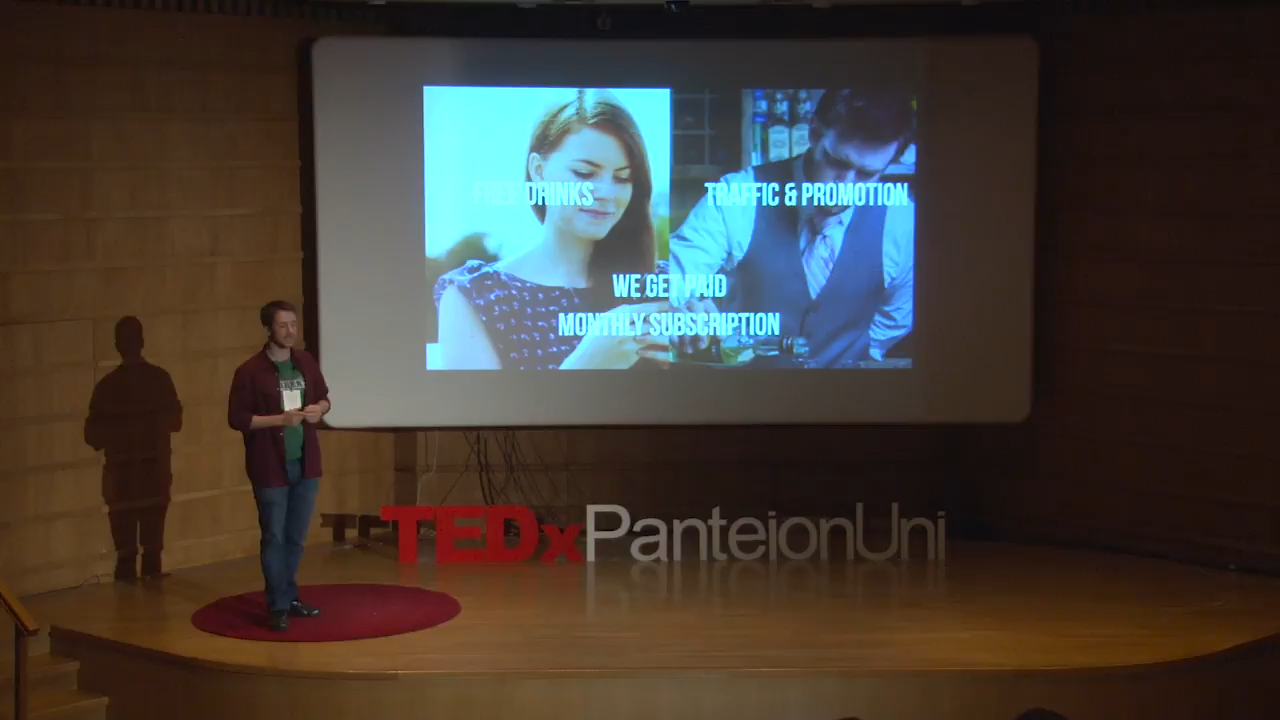 FREE DRINKS
TRAFFIC & PROMOTION
WE GET PAID
MONTHLY SUBSCRIPTION
TEDxPanteionUni